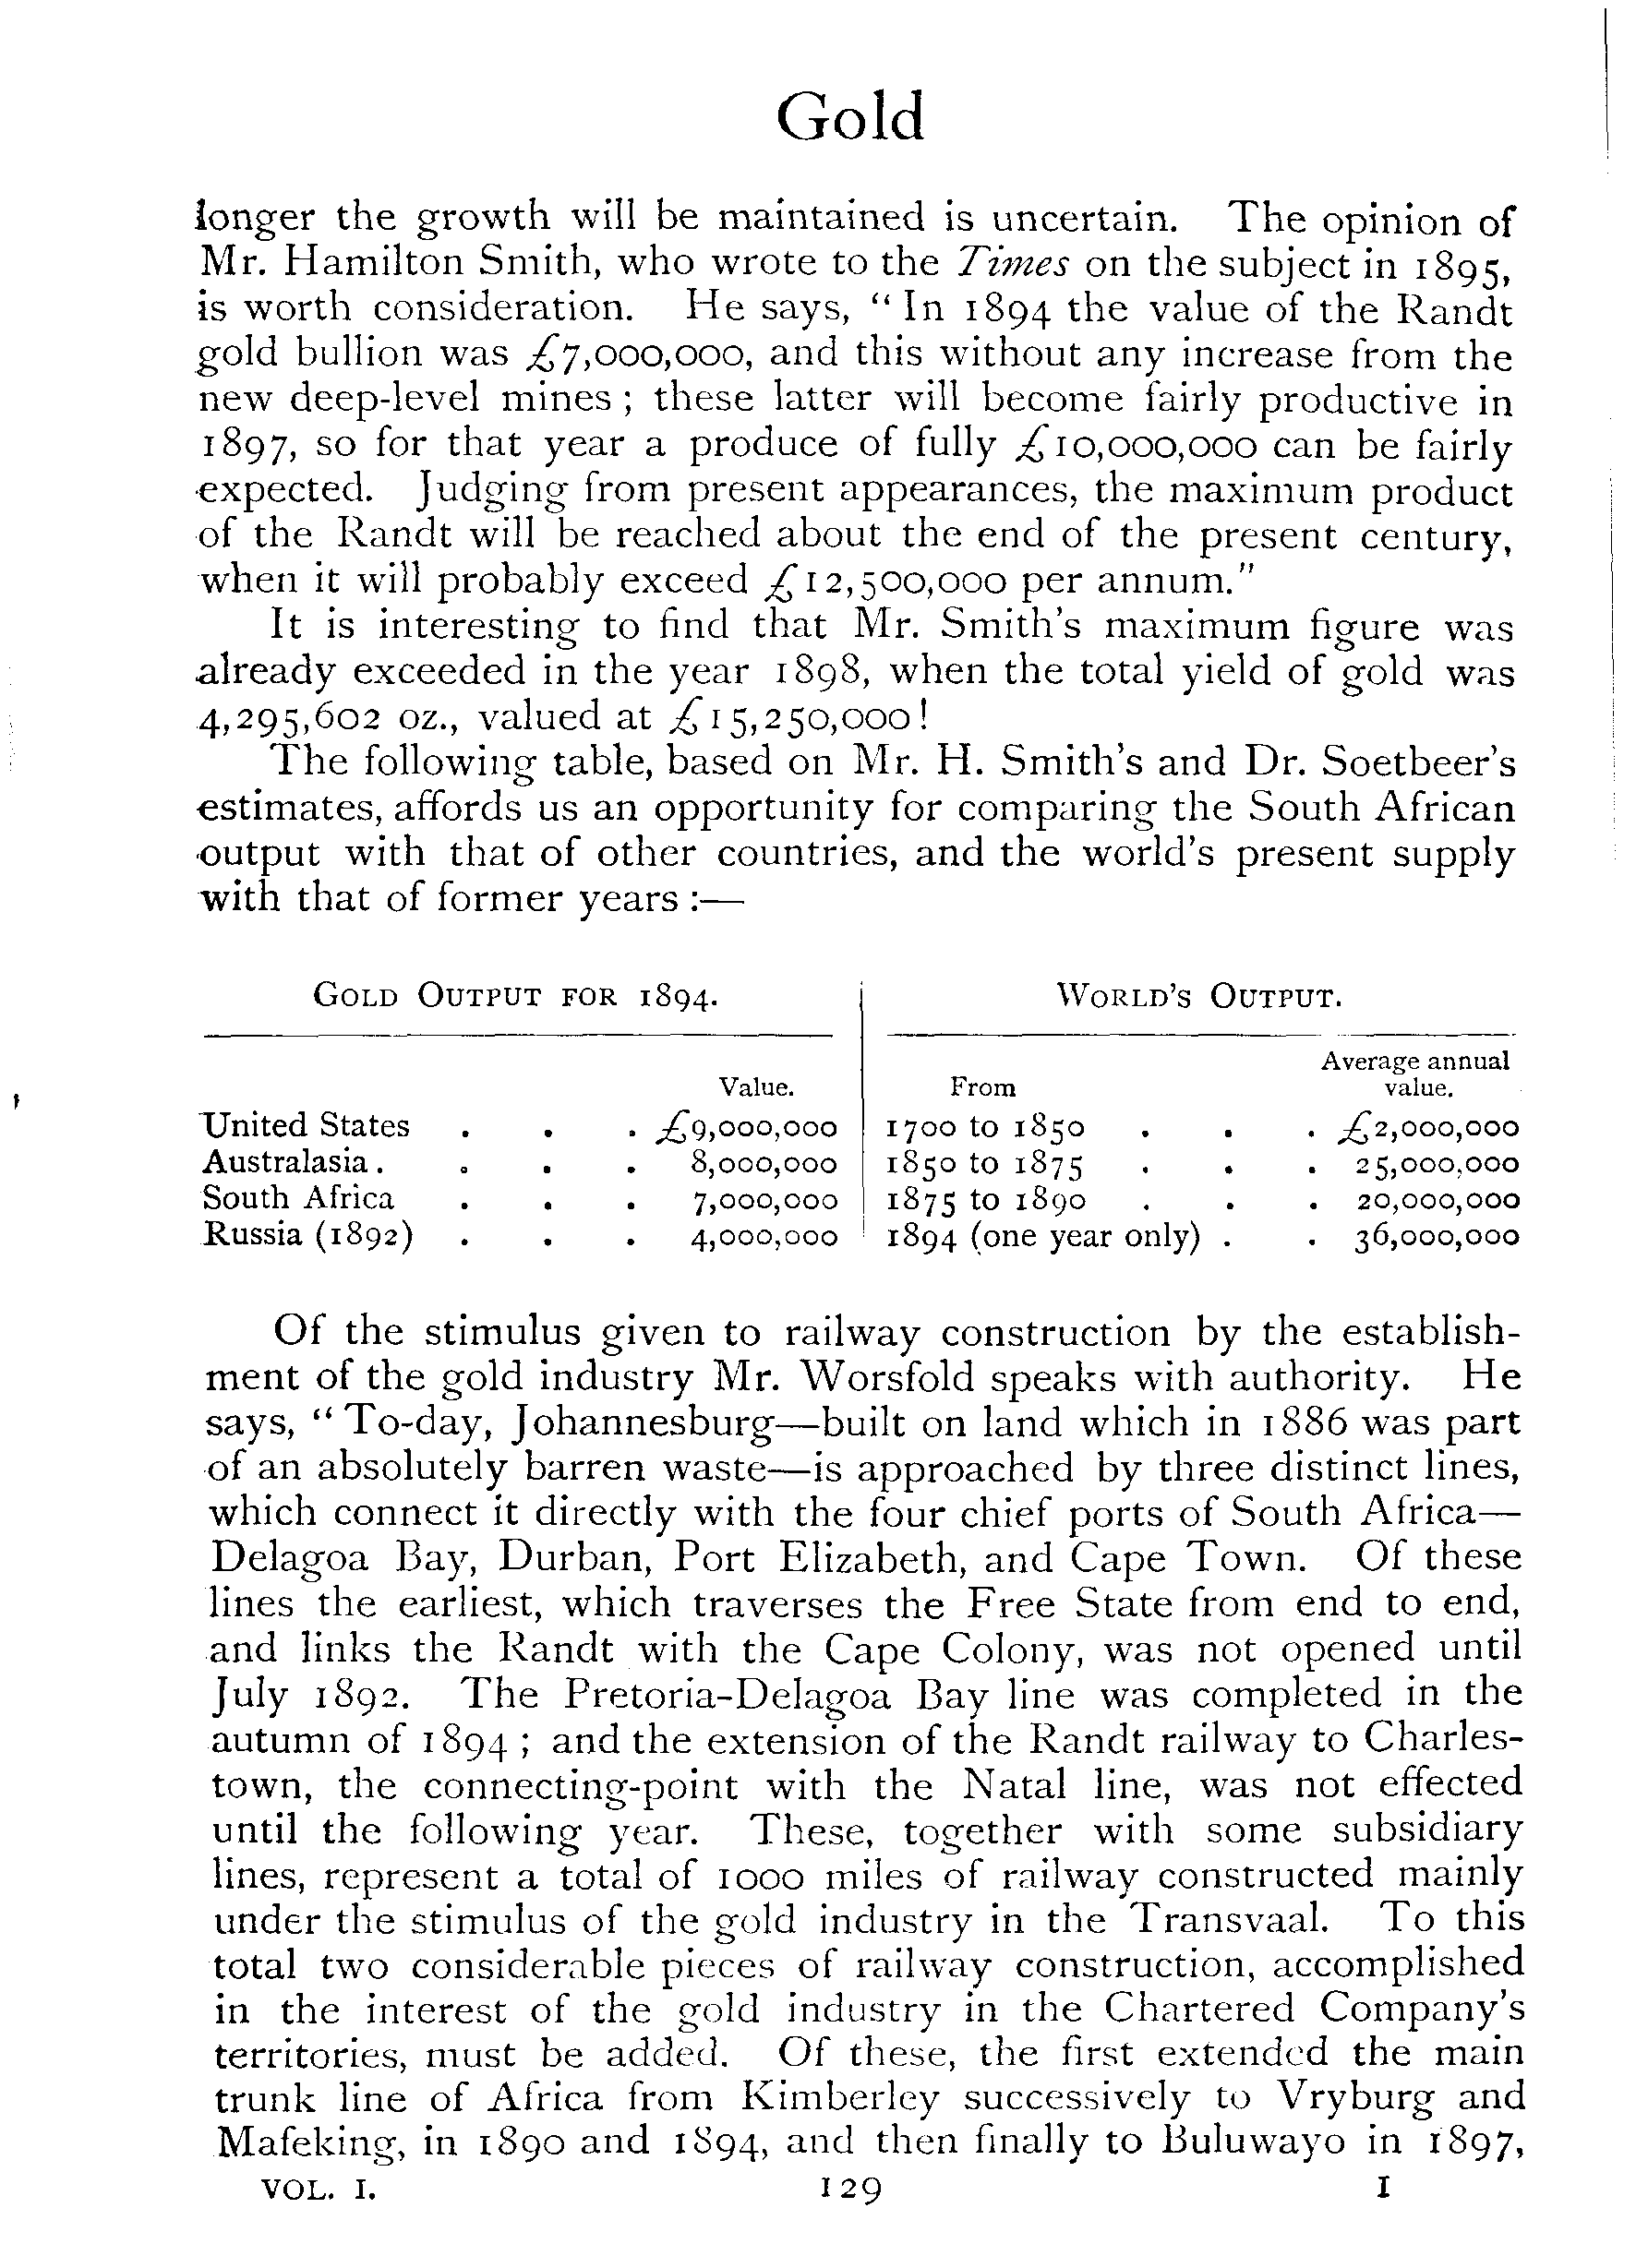 Gold
longer the growth will be maintained is uncertain. The opinion of
Mr. Hamilton Smith, who wrote to the Times on the subject in 1895,
is worth consideration. He says, “In 1894 the value of the Randt
gold bullion was £7,000,000, and this without any increase from the
new deep-level mines; these latter will become fairly productive in
1897, so for that year a produce of fully £10,000,000 can be fairly
expected. Judging from present appearances, the maximum product
of the Randt will be reached about the end of the present century,
when it will probably exceed £12,500,000 per annum.”
It is interesting to find that Mr. Smith's maximum figure was
already exceeded in the year 1898, when the total yield of gold was
4,295,602 oz., valued at £15,250,000!
The following table, based on Mr. H. Smith's and Dr. Soetbeer's
estimates, affords us an opportunity for comparing the South African
output with that of other countries, and the world's present supply
with that of former years:—
GOLD OUTPUT FOR 1894.
Value.
United States . . . £9,000,000
Australasia . . . . 8,000,000
South Africa . . . 7,000,000
Russia (1892) . . . 4,000,000
WORLD'S OUTPUT.
From Average annual
value.
1700 to 1850 . . . £2,000,000
1850 to 1875 . . . 25,000,000
1875 to 1890 . . . 20,000,000
1894 (one year only) . . 36,000,000
Of the stimulus given to railway construction by the establish-
ment of the gold industry Mr. Worsfold speaks with authority. He
says, “To-day, Johannesburg—built on land which in 1886 was part
of an absolutely barren waste—is approached by three distinct lines,
which connect it directly with the four chief ports of South Africa—
Delagoa Bay, Durban, Port Elizabeth, and Cape Town. Of these
lines the earliest, which traverses the Free State from end to end,
and links the Randt with the Cape Colony, was not opened until
July 1892. The Pretoria-Delagoa Bay line was completed in the
autumn of 1894; and the extension of the Randt railway to Charles-
town, the connecting-point with the Natal line, was not effected
until the following year. These, together with some subsidiary
lines, represent a total of 1000 miles of railway constructed mainly
under the stimulus of the gold industry in the Transvaal. To this
total two considerable pieces of railway construction, accomplished
in the interest of the gold industry in the Chartered Company's
territories, must be added. Of these, the first extended the main
trunk line of Africa from Kimberley successively to Vryburg and
Mafeking, in 1890 and 1894, and then finally to Buluwayo in 1897,
VOL. I. 129 I